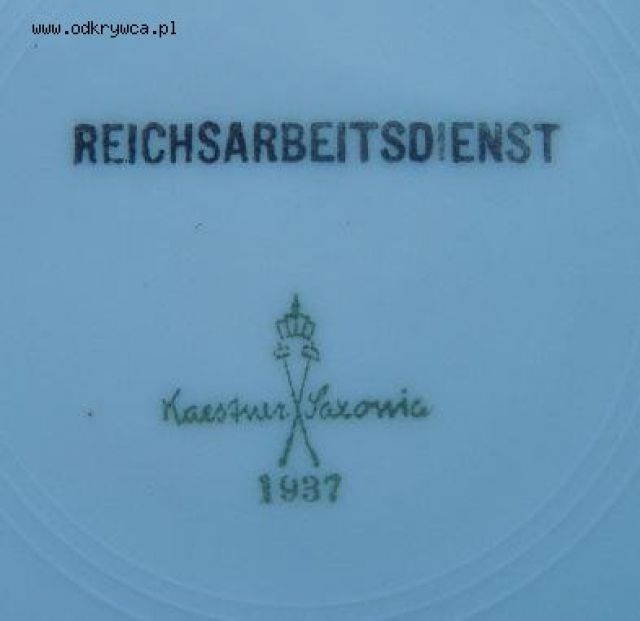 www.odkrywca.pl
REICHSARBEITSDIENST
Kaestner Saxonia
1937